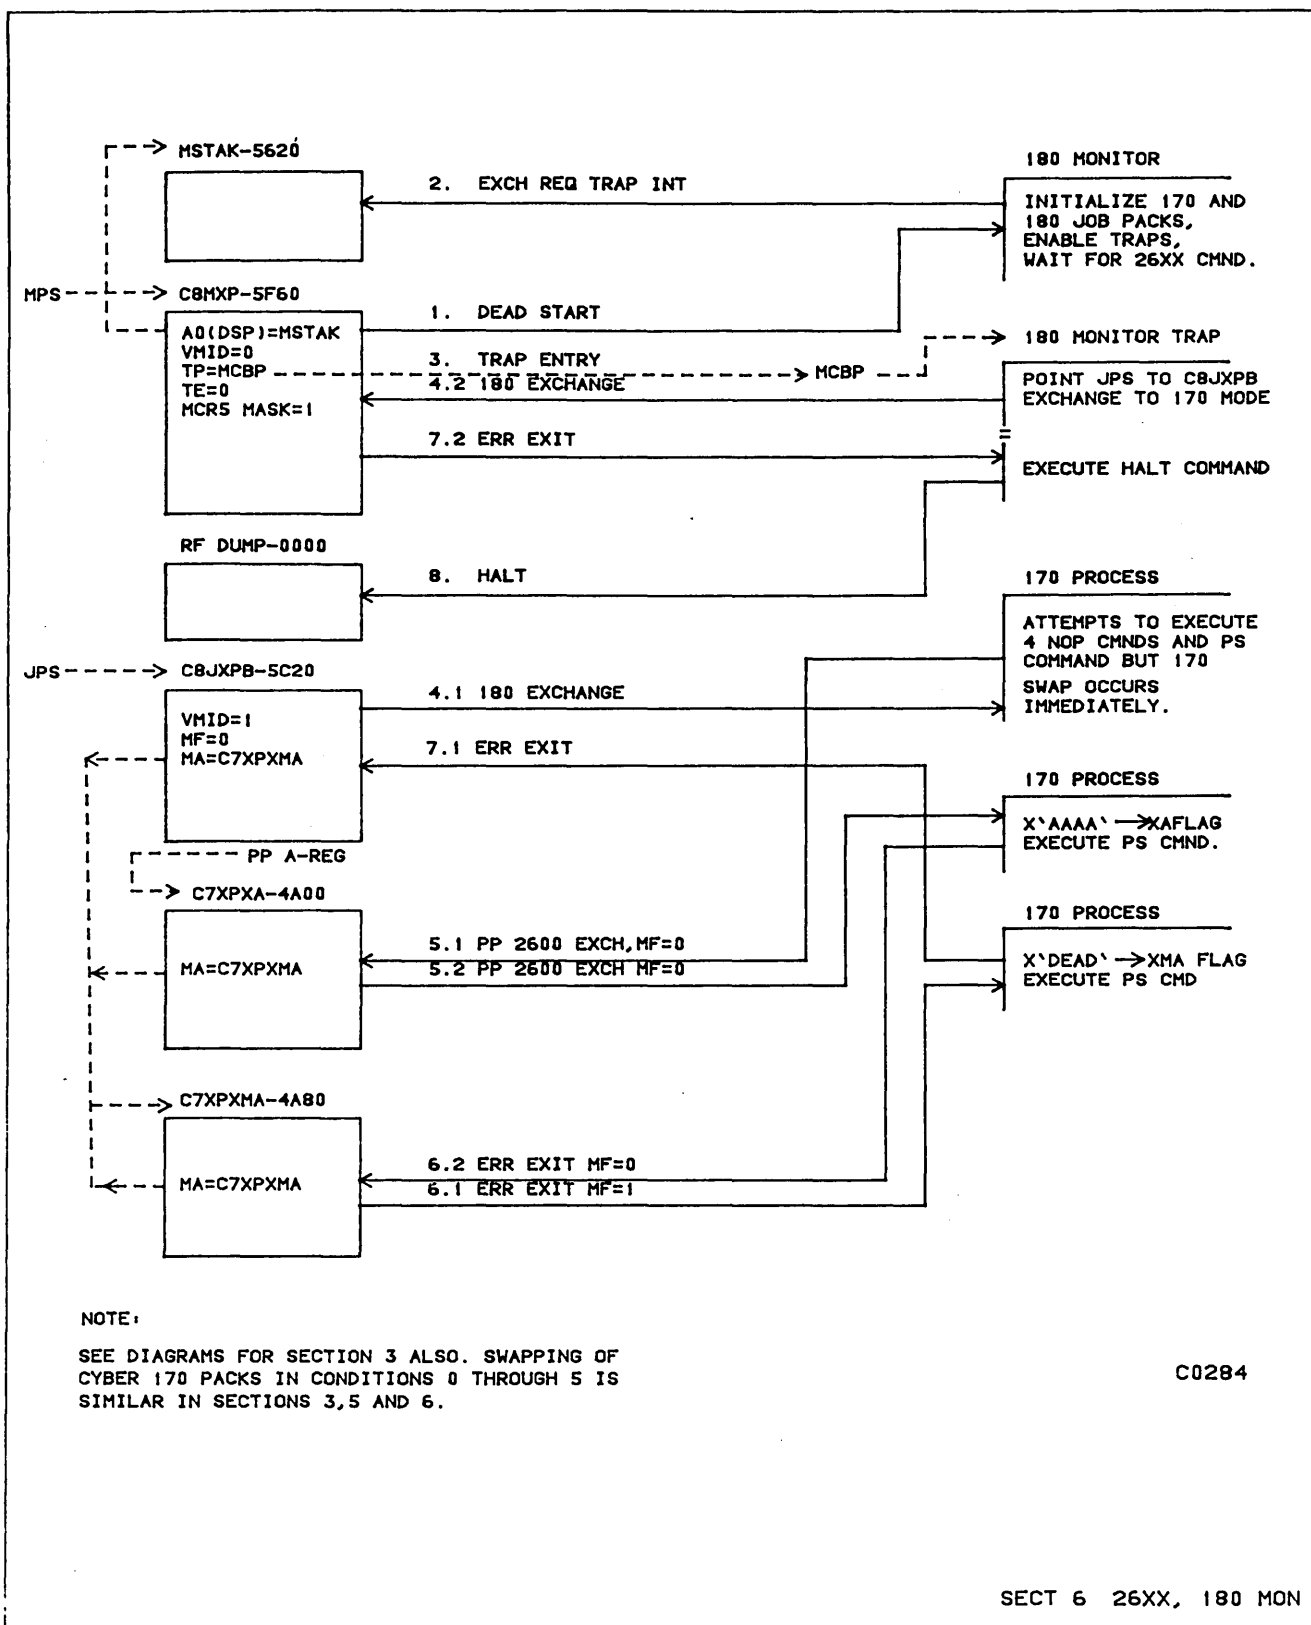 MSTAK-5620
180 MONITOR
2. EXCH REQ TRAP INT
INITIALIZE 170 AND
180 JOB PACKS,
ENABLE TRAPS,
WAIT FOR 26XX CMND.
MPS
C8MXP-5F60
1. DEAD START
A0(DSP)=MSTAK
VMID=0
TP=MCBP
TE=0
MCR5 MASK=1
3. TRAP ENTRY
MCBP
180 MONITOR TRAP
4.2 180 EXCHANGE
POINT JPS TO C8JXPB
EXCHANGE TO 170 MODE
=
7.2 ERR EXIT
EXECUTE HALT COMMAND
RF DUMP-0000
8. HALT
170 PROCESS
ATTEMPTS TO EXECUTE
4 NOP CMNDS AND PS
COMMAND BUT 170
SWAP OCCURS
IMMEDIATELY.
JPS
C8JXPB-5C20
4.1 180 EXCHANGE
VMID=1
MF=0
MA=C7XPXMA
7.1 ERR EXIT
170 PROCESS
X`AAAA` →XAFLAG
EXECUTE PS CMND.
PP A-REG
C7XPXA-4A00
170 PROCESS
5.1 PP 2600 EXCH,MF=0
MA=C7XPXMA
5.2 PP 2600 EXCH MF=0
X`DEAD` →XMA FLAG
EXECUTE PS CMD
C7XPXMA-4A80
6.2 ERR EXIT MF=0
MA=C7XPXMA
6.1 ERR EXIT MF=1
NOTE:
SEE DIAGRAMS FOR SECTION 3 ALSO. SWAPPING OF
CYBER 170 PACKS IN CONDITIONS 0 THROUGH 5 IS
SIMILAR IN SECTIONS 3,5 AND 6.
C0284
SECT 6 26XX, 180 MON